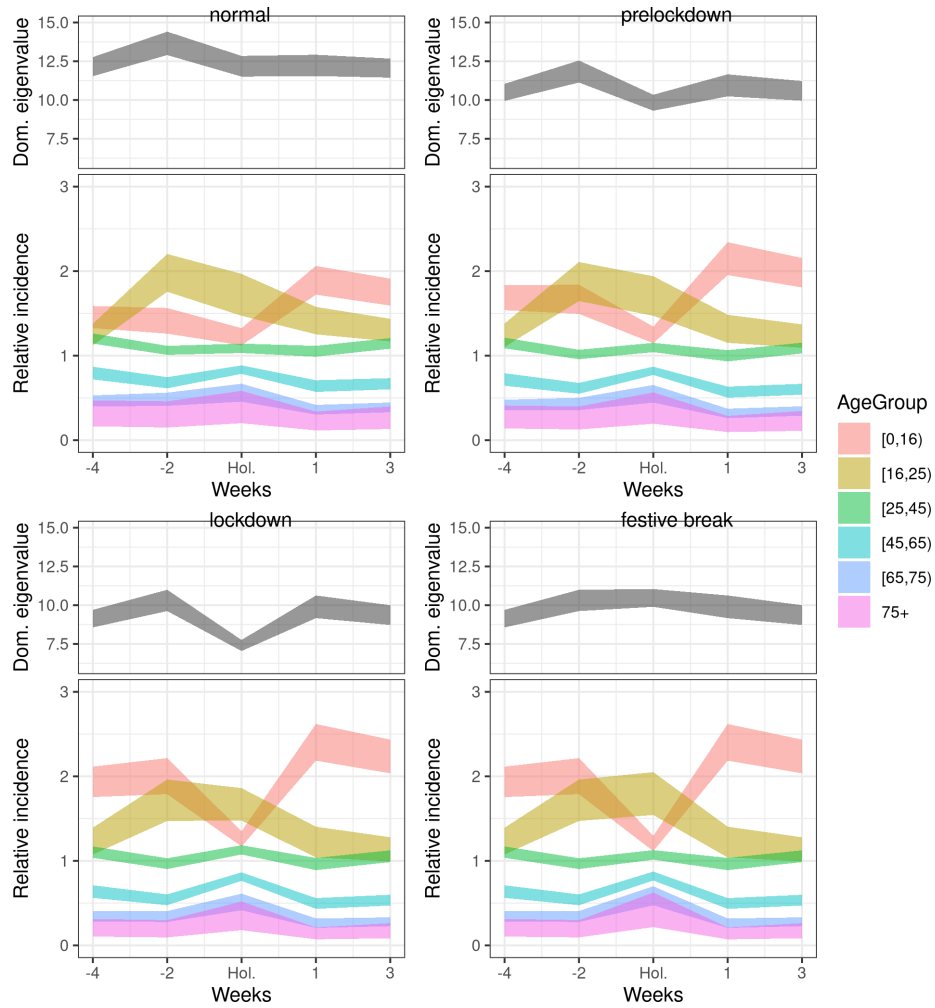 normal
Dom. eigenvalue
15.0
12.5
10.0
7.5
Relative incidence
3
2
1
0
-4 -2 Hol. 1 3
Weeks
prelockdown
Dom. eigenvalue
15.0
12.5
10.0
7.5
Relative incidence
3
2
1
0
-4 -2 Hol. 1 3
Weeks
lockdown
Dom. eigenvalue
15.0
12.5
10.0
7.5
Relative incidence
3
2
1
0
-4 -2 Hol. 1 3
Weeks
festive break
Dom. eigenvalue
15.0
12.5
10.0
7.5
Relative incidence
3
2
1
0
-4 -2 Hol. 1 3
Weeks
AgeGroup
[0,16)
[16,25)
[25,45)
[45,65)
[65,75)
75+